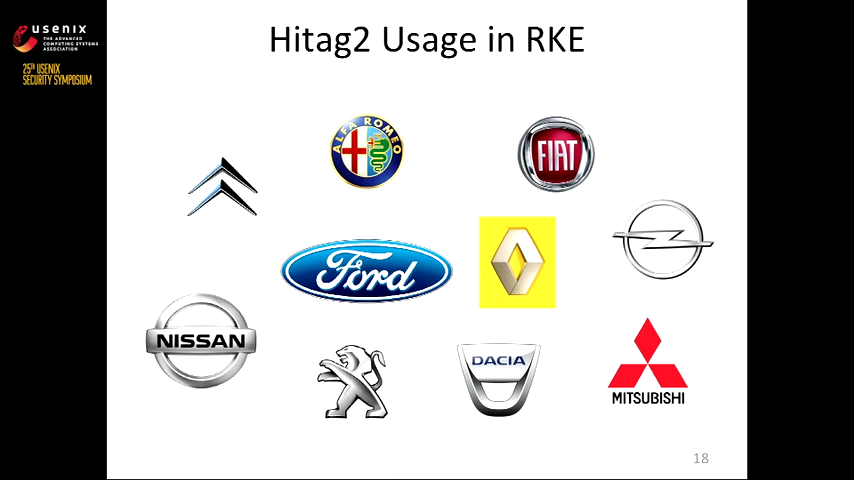 usenix
THE ADVANCED
COMPUTING SYSTEMS
ASSOCIATION
25TH USENIX
SECURITY SYMPOSIUM
Hitag2 Usage in RKE
ALFA ROMEO
FIAT
Ford
NISSAN
DACIA
MITSUBISHI
18